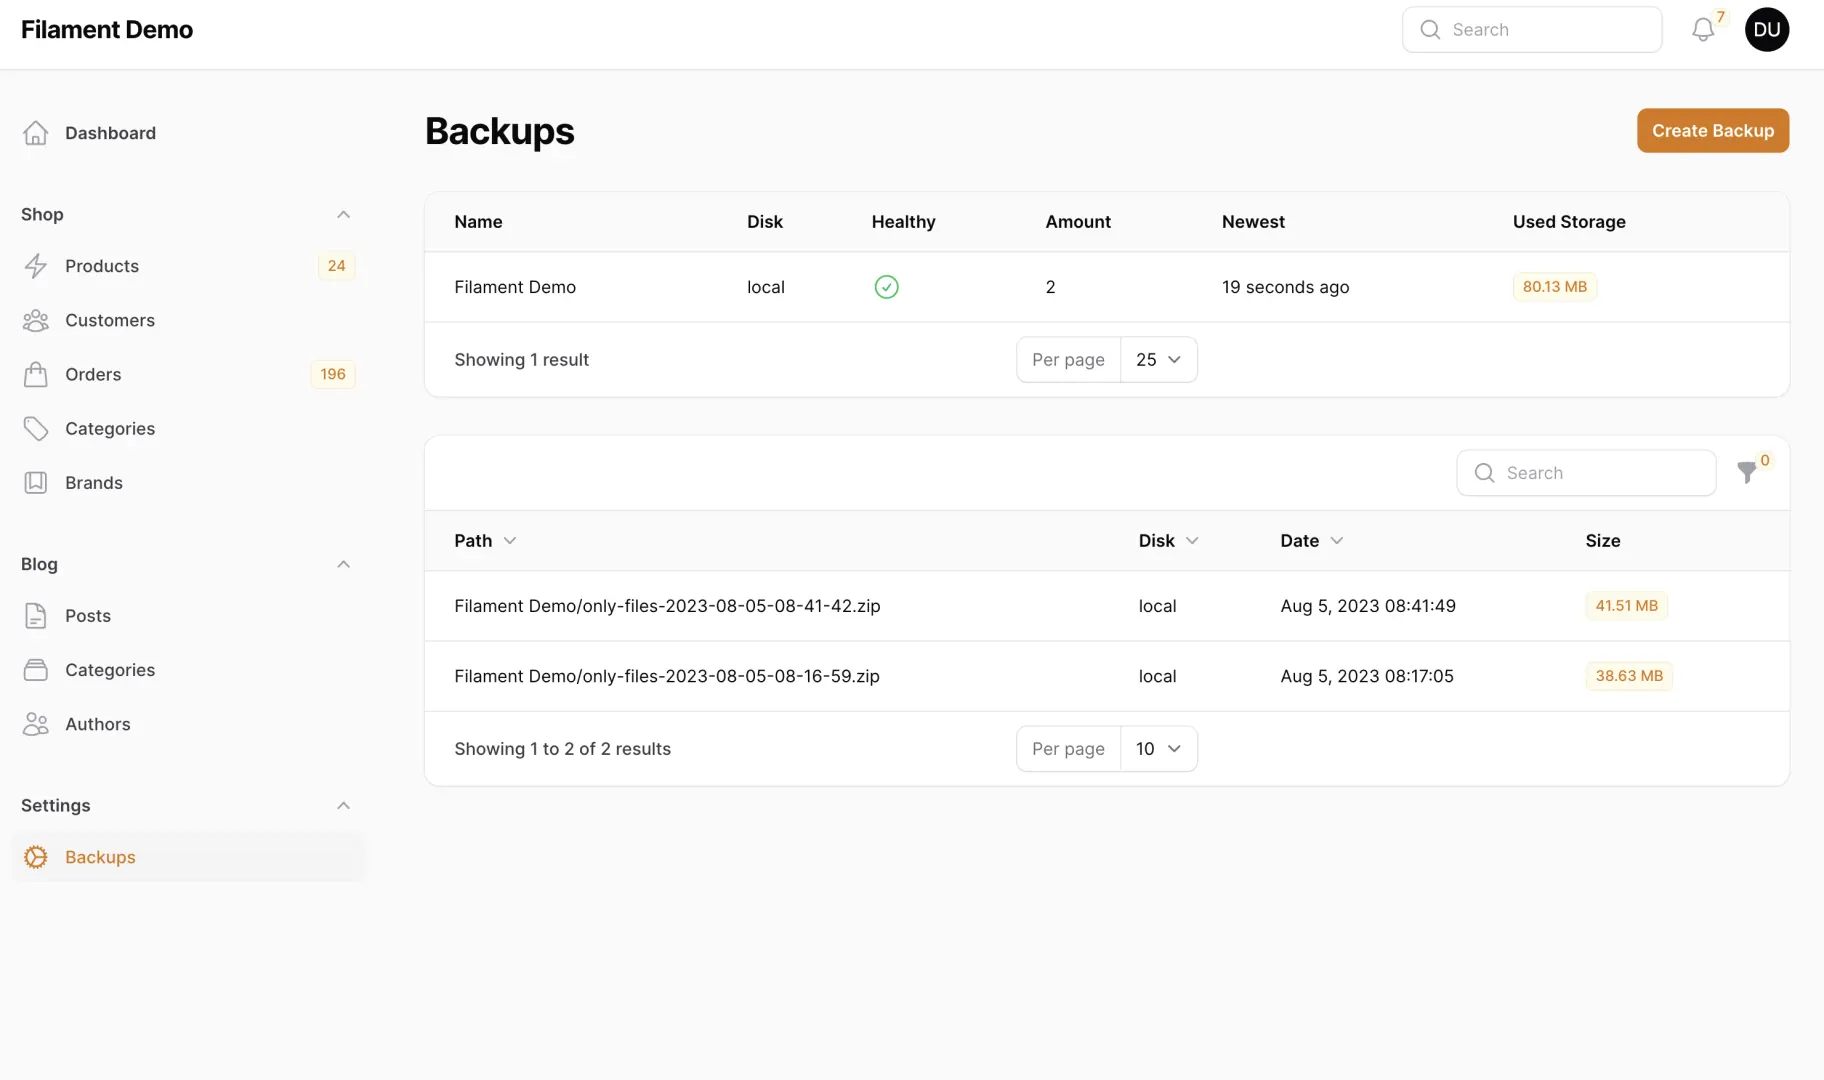 Filament Demo
Search
7
DU
Dashboard
Shop
Products 24
Customers
Orders 196
Categories
Brands
Blog
Posts
Categories
Authors
Settings
Backups
Backups
Create Backup
Name Disk Healthy Amount Newest Used Storage
Filament Demo local 2 19 seconds ago 80.13 MB
Showing 1 result Per page 25
Search 0
Path Disk Date Size
Filament Demo/only-files-2023-08-05-08-41-42.zip local Aug 5, 2023 08:41:49 41.51 MB
Filament Demo/only-files-2023-08-05-08-16-59.zip local Aug 5, 2023 08:17:05 38.63 MB
Showing 1 to 2 of 2 results Per page 10